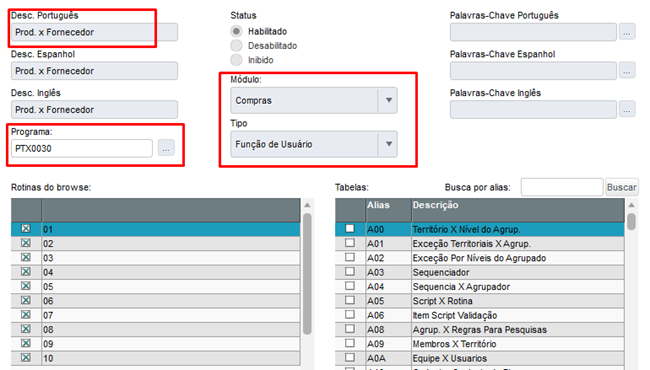 Desc. Português
Prod. x Fornecedor
Desc. Espanhol
Prod. x Fornecedor
Desc. Inglês
Prod. x Fornecedor
Programa:
PTX0030
...
Status
Habilitado
Desabilitado
Inibido
Módulo:
Compras
Tipo
Função de Usuário
Palavras-Chave Português
...
Palavras-Chave Espanhol
...
Palavras-Chave Inglês
...
Rotinas do browse:
01
02
03
04
05
06
07
08
09
10
Tabelas:
Busca por alias:
Buscar
Alias Descrição
A00 Território X Nível do Agrup.
A01 Exceção Territoriais X Agrup.
A02 Exceção Por Níveis do Agrupado
A03 Sequenciador
A04 Sequencia X Agrupador
A05 Script X Rotina
A06 Item Script Validação
A08 Agrup. X Regras Para Pesquisas
A09 Membros X Território
A0A Equipe X Usuarios